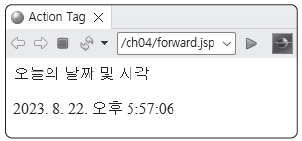 Action Tag
/ch04/forward.jsp
오늘의 날짜 및 시각
2023. 8. 22. 오후 5:57:06